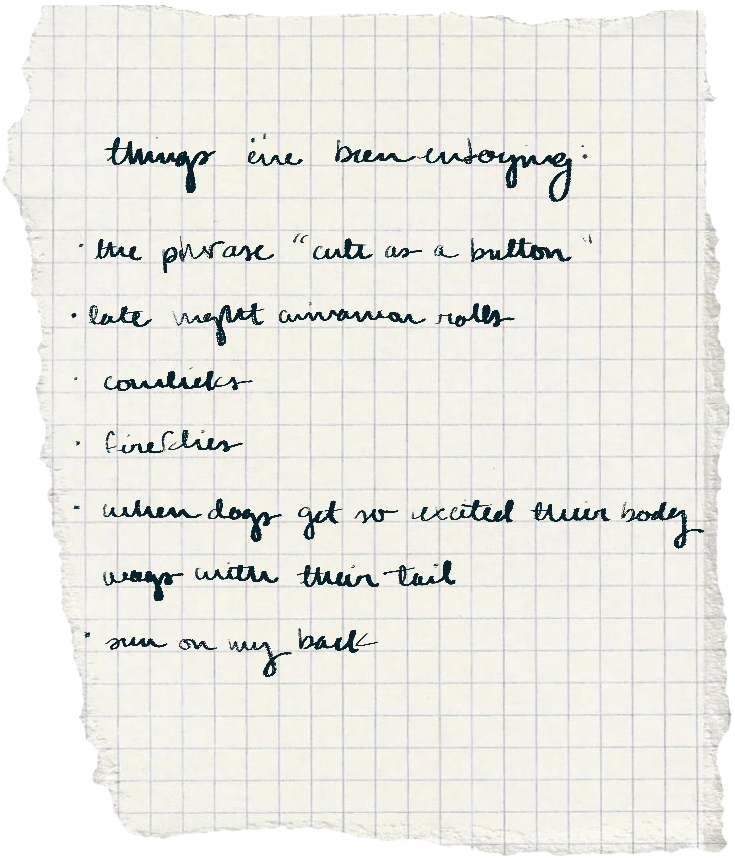 things i've been enjoying:
· the phrase "cute as a button"
· late night cinnamon rolls
· cowlicks
· fireflies
· when dogs get so excited their body
wags with their tail
· sun on my back